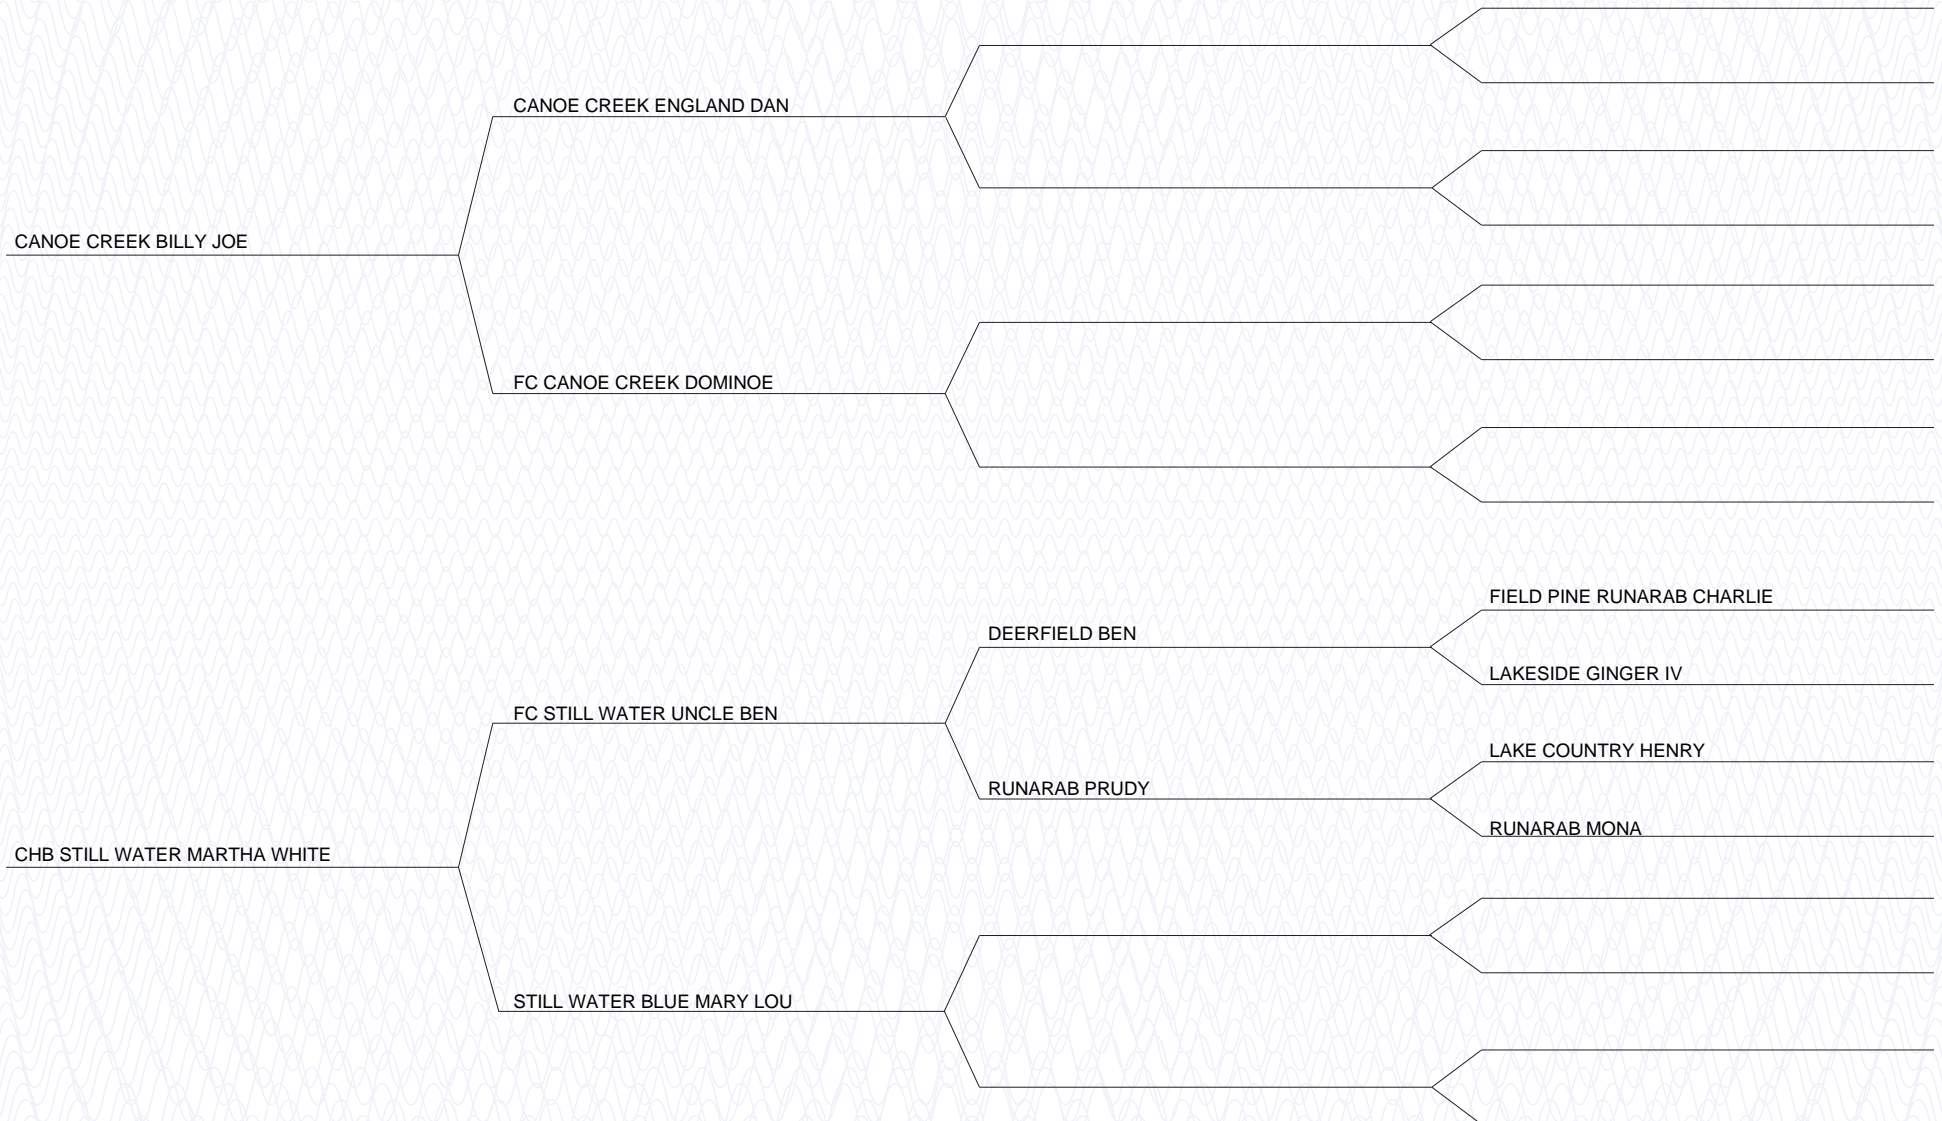 CANOE CREEK ENGLAND DAN
CANOE CREEK BILLY JOE
FC CANOE CREEK DOMINOE
FIELD PINE RUNARAB CHARLIE
DEERFIELD BEN
LAKESIDE GINGER IV
FC STILL WATER UNCLE BEN
LAKE COUNTRY HENRY
RUNARAB PRUDY
RUNARAB MONA
CHB STILL WATER MARTHA WHITE
STILL WATER BLUE MARY LOU